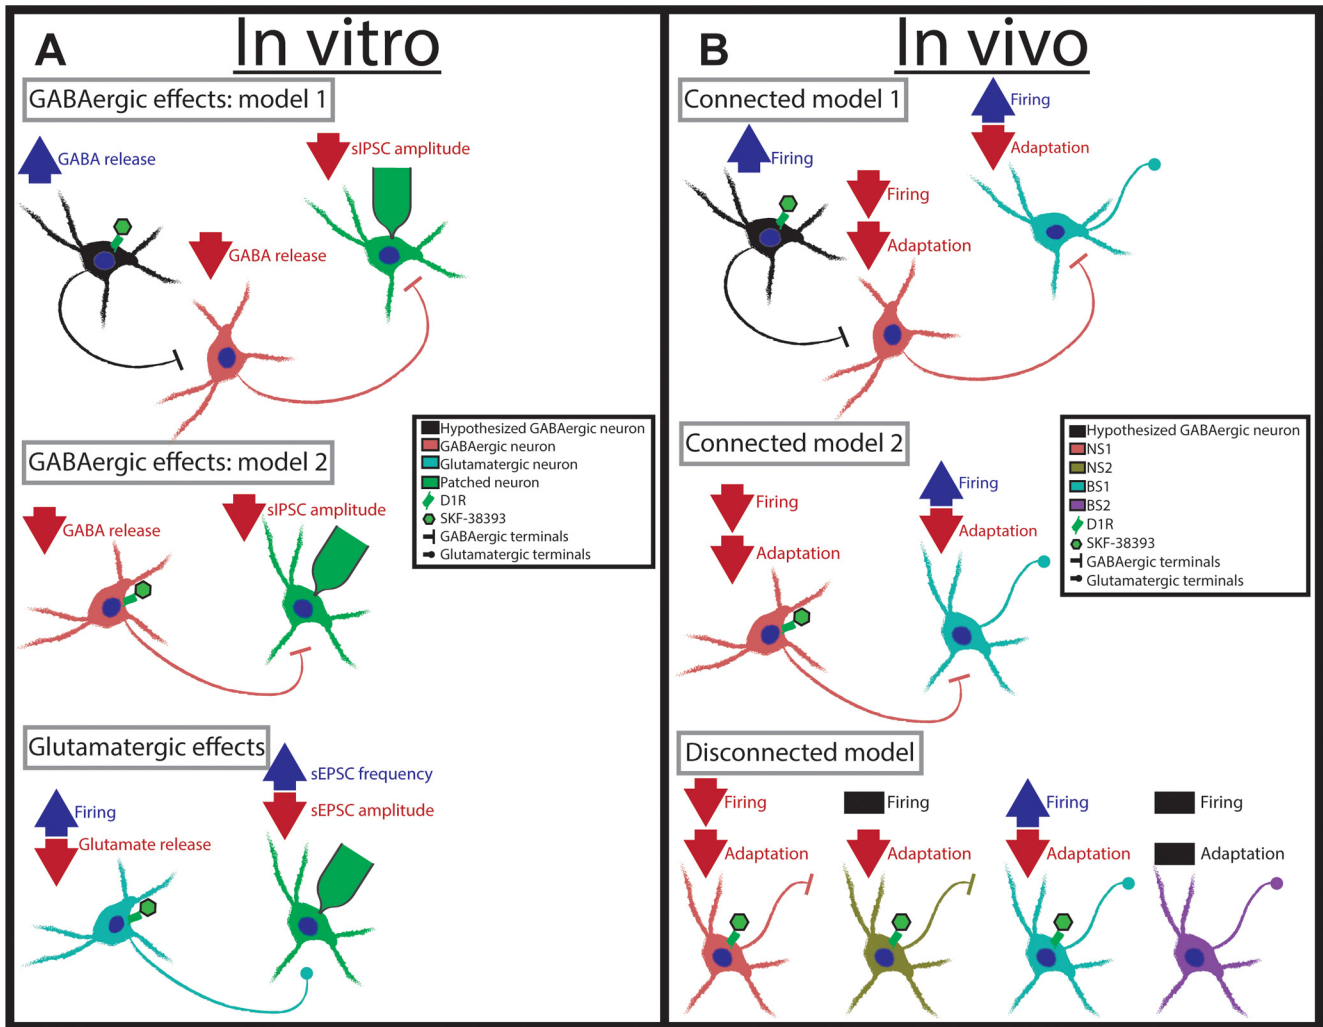 A
In vitro
GABAergic effects: model 1
GABA release
sIPSC amplitude
GABA release
Hypothesized GABAergic neuron
GABAergic neuron
Glutamatergic neuron
Patched neuron
D1R
SKF-38393
GABAergic terminals
Glutamatergic terminals
GABAergic effects: model 2
GABA release
sIPSC amplitude
Glutamatergic effects
Firing
Glutamate release
sEPSC frequency
sEPSC amplitude
B
In vivo
Connected model 1
Firing
Firing
Adaptation
Firing
Adaptation
Hypothesized GABAergic neuron
NS1
NS2
BS1
BS2
D1R
SKF-38393
GABAergic terminals
Glutamatergic terminals
Connected model 2
Firing
Adaptation
Firing
Adaptation
Disconnected model
Firing
Adaptation
Firing
Adaptation
Firing
Adaptation
Firing
Adaptation